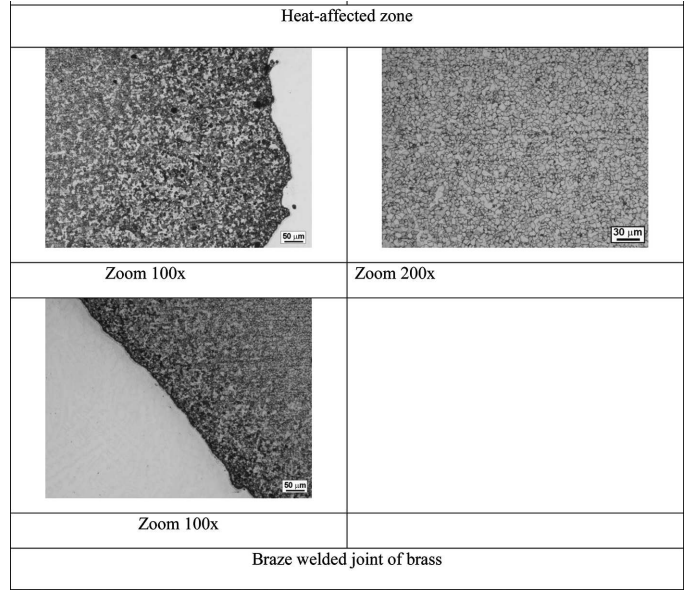 Heat-affected zone
50 µm
30 µm
Zoom 100x
Zoom 200x
50 µm
Zoom 100x
Braze welded joint of brass